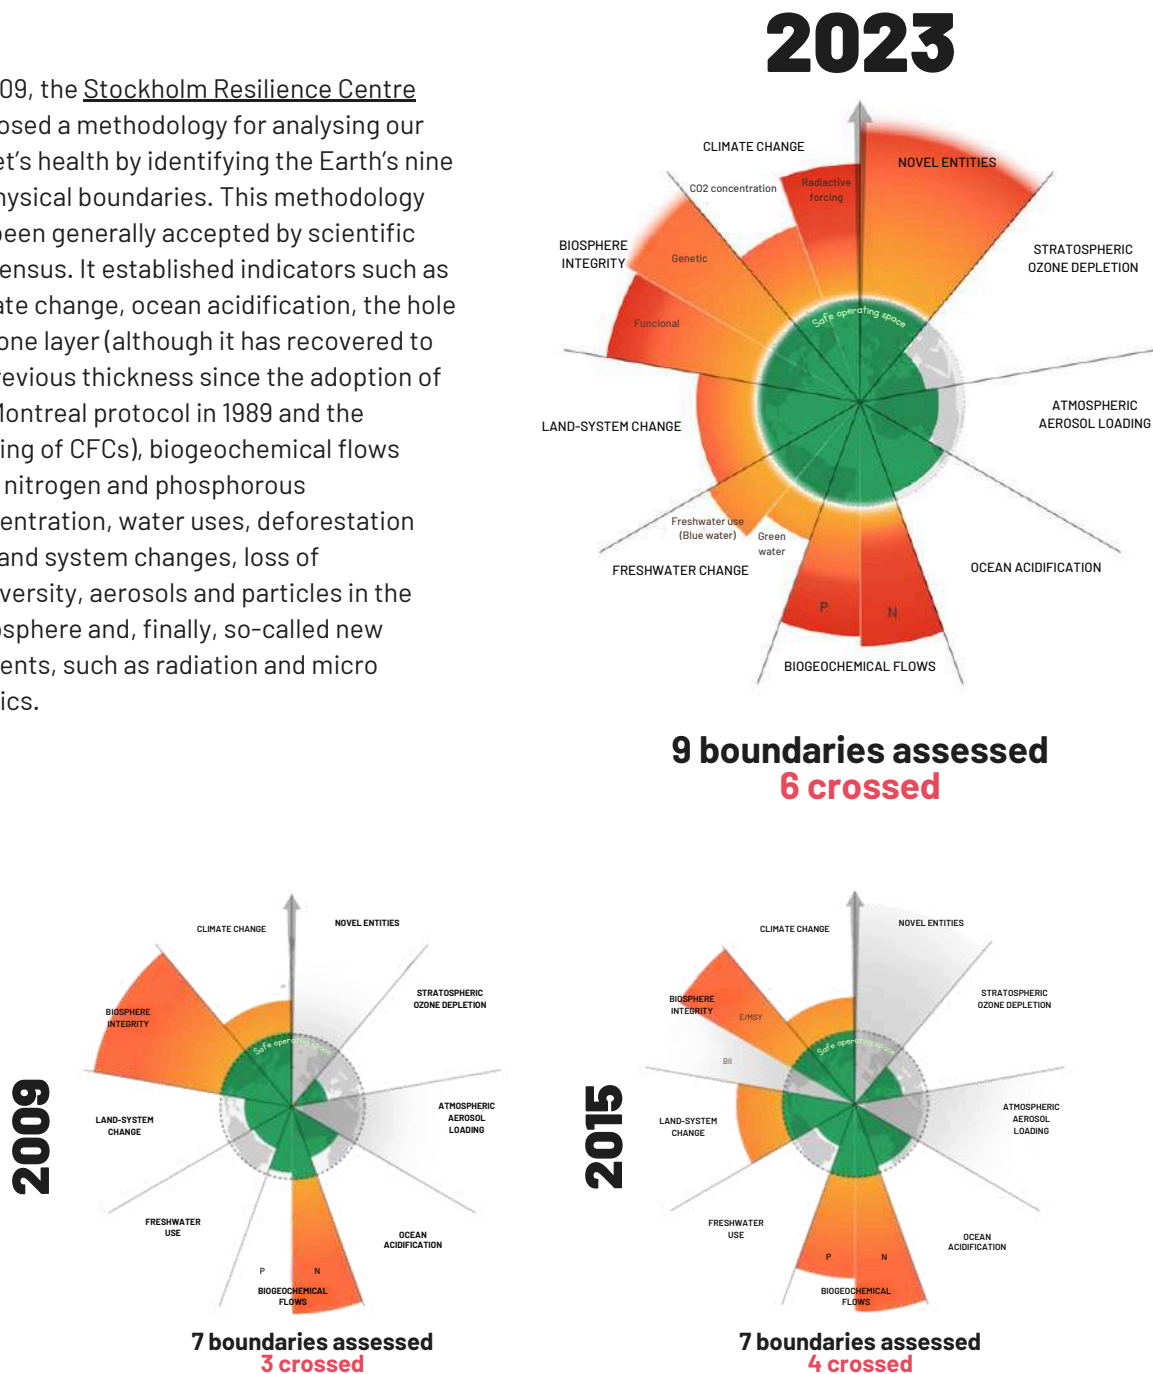 2023
09, the Stockholm Resilience Centre
osed a methodology for analysing our
et’s health by identifying the Earth’s nine
hysical boundaries. This methodology
been generally accepted by scientific
ensus. It established indicators such as
ate change, ocean acidification, the hole
one layer (although it has recovered to
revious thickness since the adoption of
Montreal protocol in 1989 and the
ing of CFCs), biogeochemical flows
nitrogen and phosphorous
entration, water uses, deforestation
and system changes, loss of
versity, aerosols and particles in the
osphere and, finally, so-called new
ents, such as radiation and micro
ics.
CLIMATE CHANGE
NOVEL ENTITIES
CO2 concentration
Radiactive
forcing
BIOSPHERE
INTEGRITY
Genetic
Funcional
STRATOSPHERIC
OZONE DEPLETION
Safe operating space
ATMOSPHERIC
AEROSOL LOADING
LAND-SYSTEM CHANGE
Freshwater use
(Blue water)
Green
water
FRESHWATER CHANGE
OCEAN ACIDIFICATION
P
N
BIOGEOCHEMICAL FLOWS
9 boundaries assessed
6 crossed
2009
CLIMATE CHANGE
NOVEL ENTITIES
BIOSPHERE
INTEGRITY
STRATOSPHERIC
OZONE DEPLETION
Safe operating space
LAND-SYSTEM
CHANGE
ATMOSPHERIC
AEROSOL
LOADING
FRESHWATER
USE
OCEAN
ACIDIFICATION
P
N
BIOGEOCHEMICAL
FLOWS
7 boundaries assessed
3 crossed
2015
CLIMATE CHANGE
NOVEL ENTITIES
BIOSPHERE
INTEGRITY
E/MSY
BII
STRATOSPHERIC
OZONE DEPLETION
Safe operating space
LAND-SYSTEM
CHANGE
ATMOSPHERIC
AEROSOL
LOADING
FRESHWATER
USE
OCEAN
ACIDIFICATION
P
N
BIOGEOCHEMICAL
FLOWS
7 boundaries assessed
4 crossed